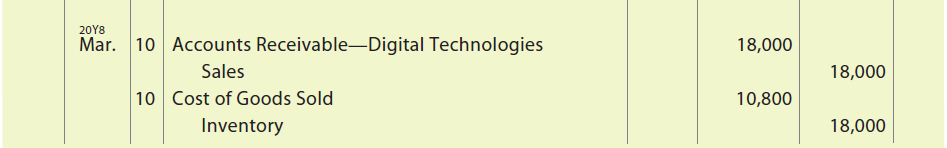 20Y8
Mar. 10 Accounts Receivable—Digital Technologies 18,000
Sales 18,000
10 Cost of Goods Sold 10,800
Inventory 18,000